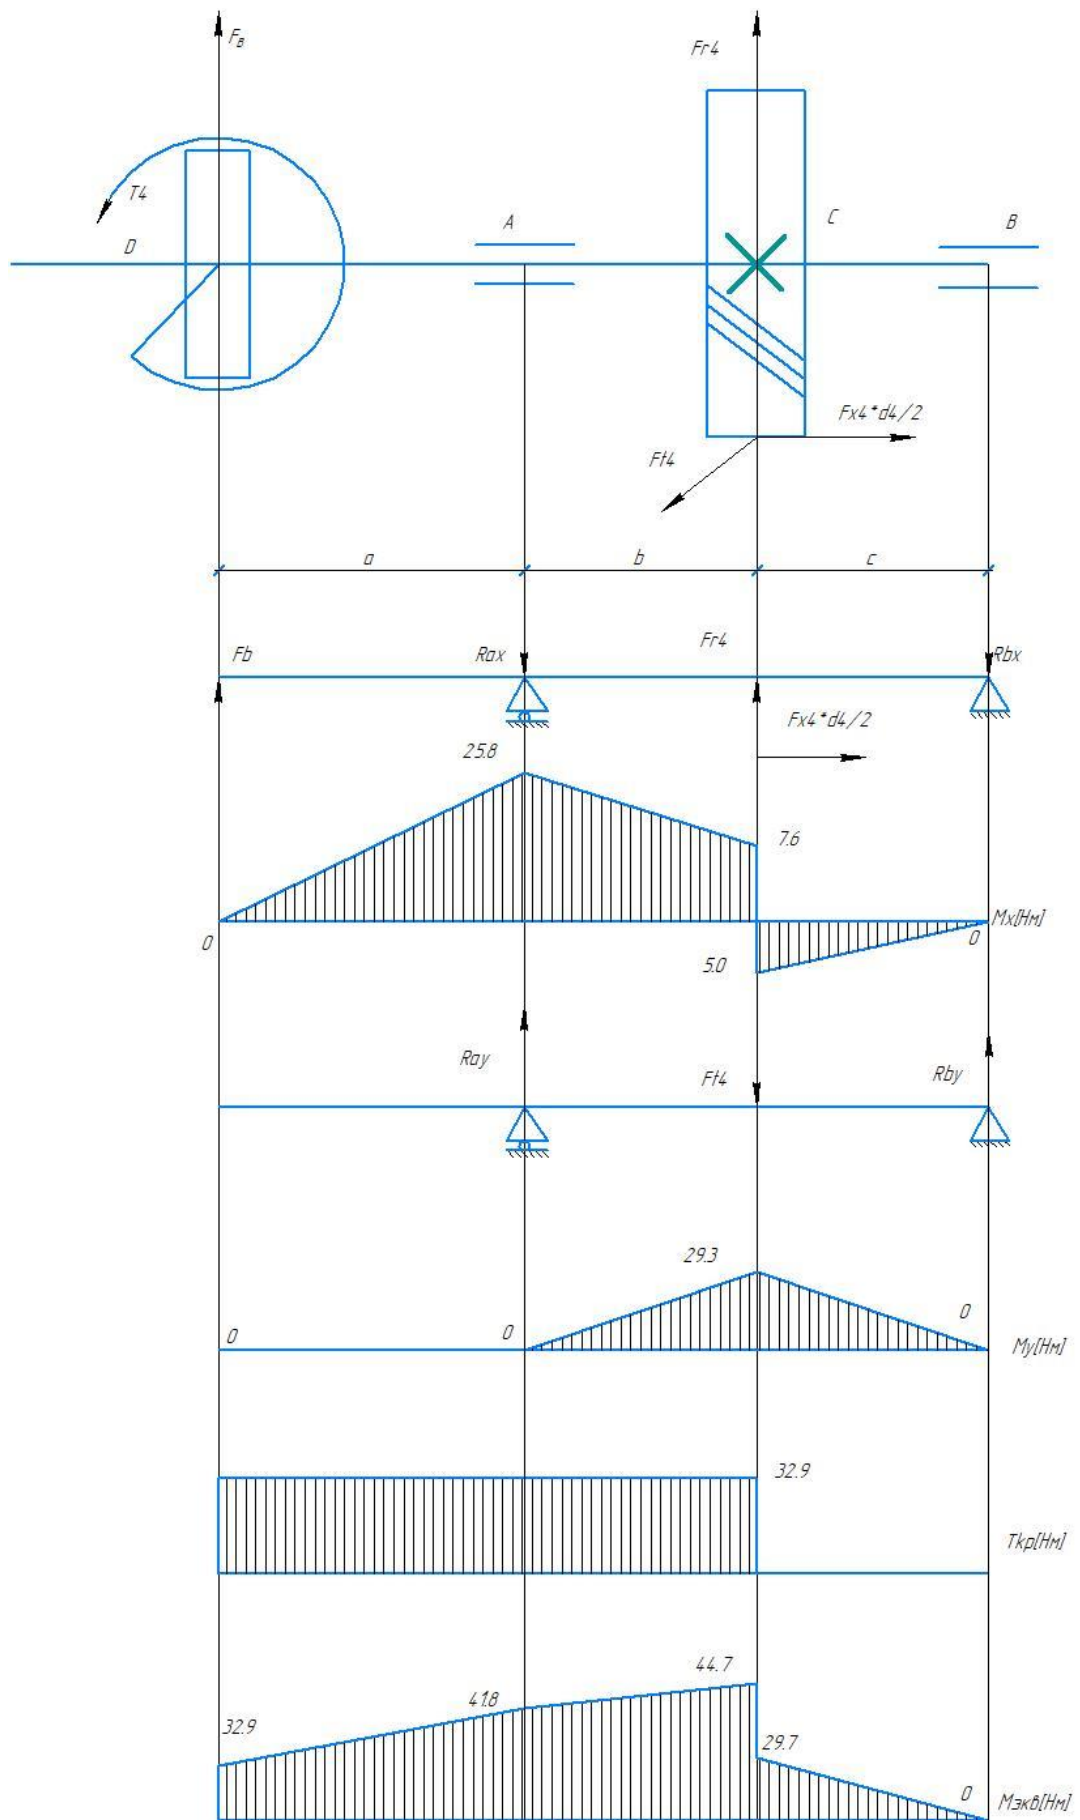 Fв
Fr4
T4
D
A
C
B
Fx4*d4/2
Ft4
a
b
c
Fb
Rax
Fr4
Rbx
Fx4*d4/2
25.8
7.6
Mx[Нм]
0
0
5.0
Ray
Ft4
Rby
29.3
0
0
0
My[Нм]
32.9
Tкр[Нм]
44.7
41.8
32.9
29.7
0
Mэкв[Нм]